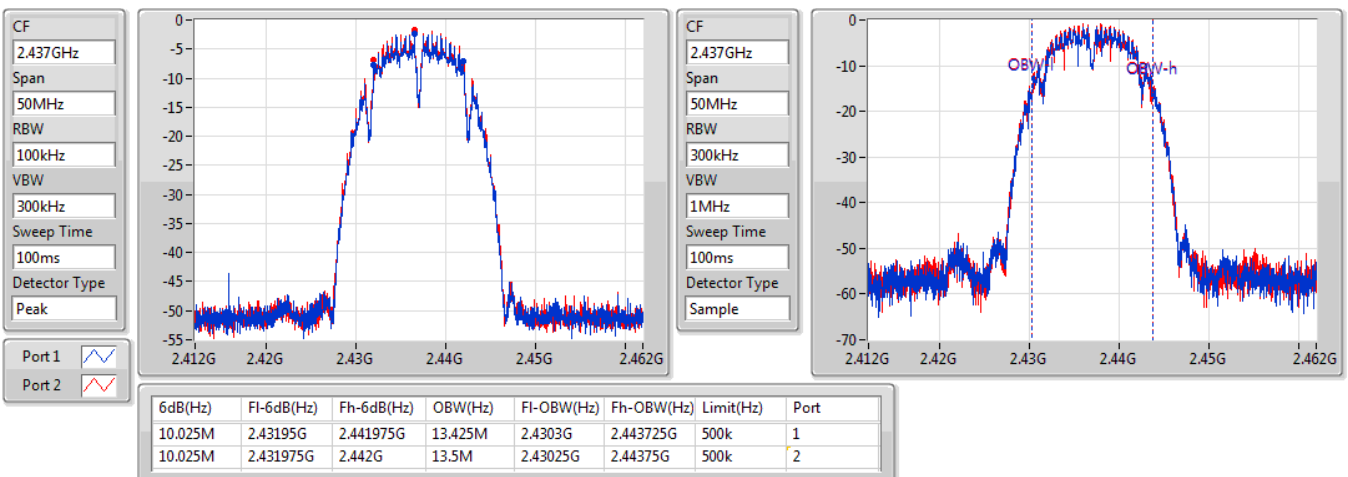 CF
2.437GHz
Span
50MHz
RBW
100kHz
VBW
300kHz
Sweep Time
100ms
Detector Type
Peak
Port 1
Port 2
0
-5
-10
-15
-20
-25
-30
-35
-40
-45
-50
-55
2.412G 2.42G 2.43G 2.44G 2.45G 2.462G
CF
2.437GHz
Span
50MHz
RBW
300kHz
VBW
1MHz
Sweep Time
100ms
Detector Type
Sample
0
-10
-20
-30
-40
-50
-60
-70
OBW OBW-h
2.412G 2.42G 2.43G 2.44G 2.45G 2.462G
6dB(Hz) Fl-6dB(Hz) Fh-6dB(Hz) OBW(Hz) Fl-OBW(Hz) Fh-OBW(Hz) Limit(Hz) Port
10.025M 2.43195G 2.441975G 13.425M 2.4303G 2.443725G 500k 1
10.025M 2.431975G 2.442G 13.5M 2.43025G 2.44375G 500k 2